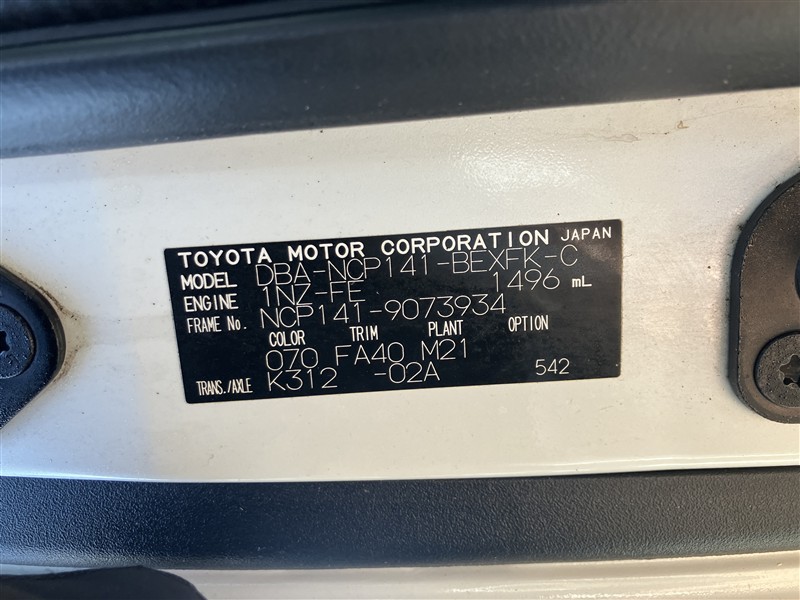 TOYOTA MOTOR CORPORATION JAPAN
MODEL DBA-NCP141-BEXFK-C
ENGINE 1NZ-FE 1496 mL
FRAME No. NCP141-9073934
COLOR TRIM PLANT OPTION
070 FA40 M21
TRANS./AXLE K312 -02A 542